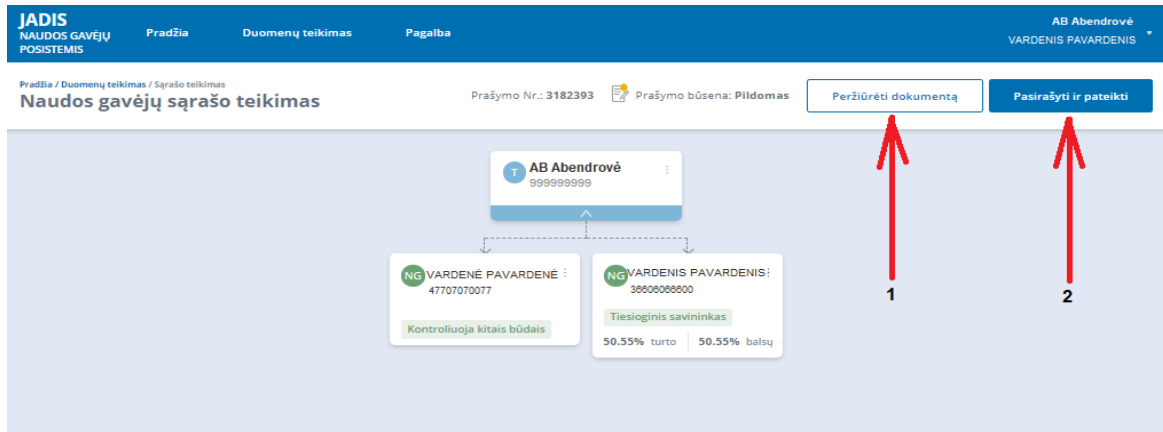 JADIS
NAUDOS GAVĖJŲ
POSISTEMIS
Pradžia
Duomenų teikimas
Pagalba
AB Abendrovė
VARDENIS PAVARDENIS
Pradžia / Duomenų teikimas / Sąrašo teikimas
Naudos gavėjų sąrašo teikimas
Prašymo Nr.: 3182393
Prašymo būsena: Pildomas
Peržiūrėti dokumentą
Pasirašyti ir pateikti
T
AB Abendrovė
999999999
NG
VARDENĖ PAVARDENĖ
47707070077
Kontroliuoja kitais būdais
NG
VARDENIS PAVARDENIS
36606066600
Tiesioginis savininkas
50.55% turto
50.55% balsų
1
2